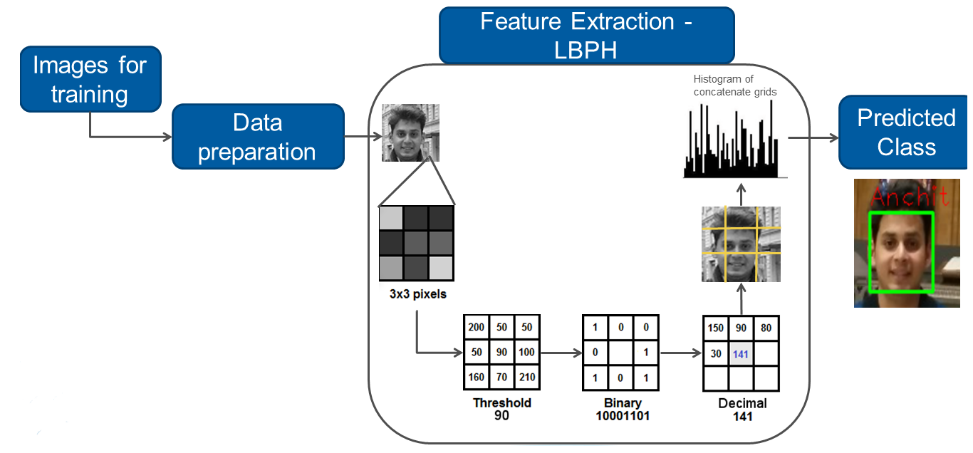 Feature Extraction -
LBPH
Images for
training
Data
preparation
Histogram of
concatenate grids
Predicted
Class
Anchit
3x3 pixels
200 50 50
50 90 100
160 70 210
Threshold
90
1 0 0
0 1
1 0 1
Binary
10001101
150 90 80
30 141
Decimal
141